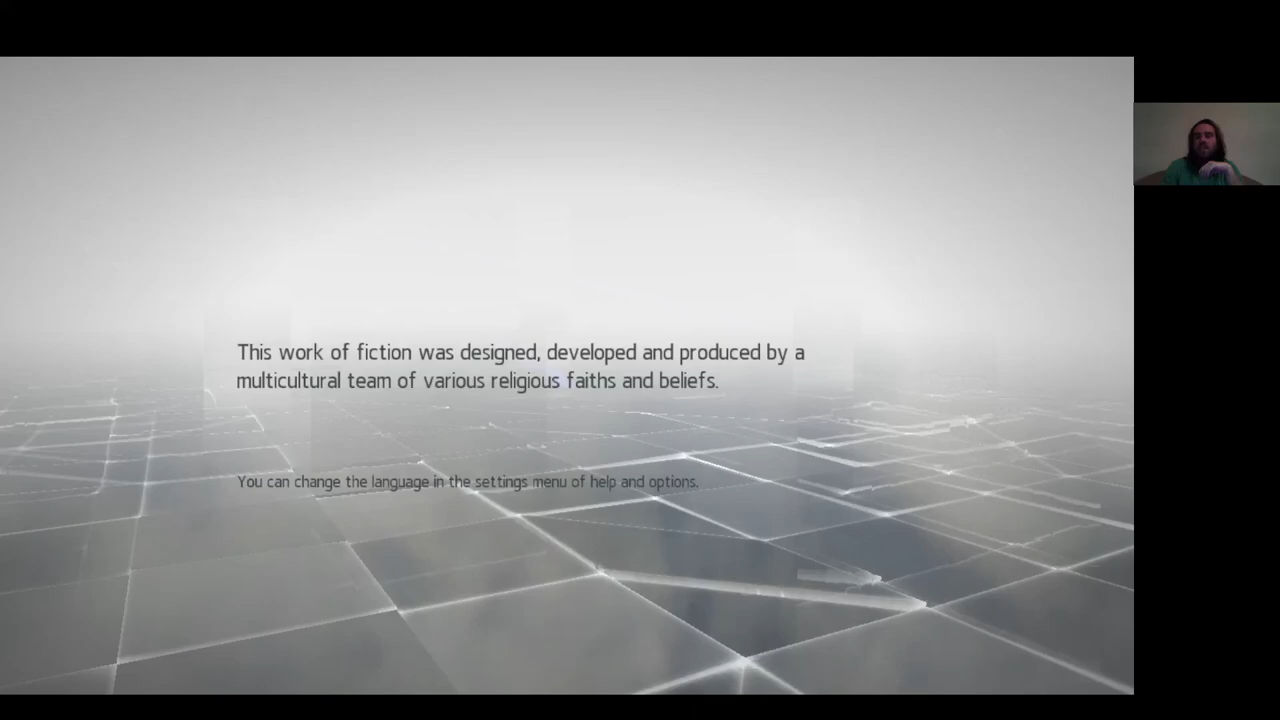 This work of fiction was designed, developed and produced by a
multicultural team of various religious faiths and beliefs.
You can change the language in the settings menu of help and options.